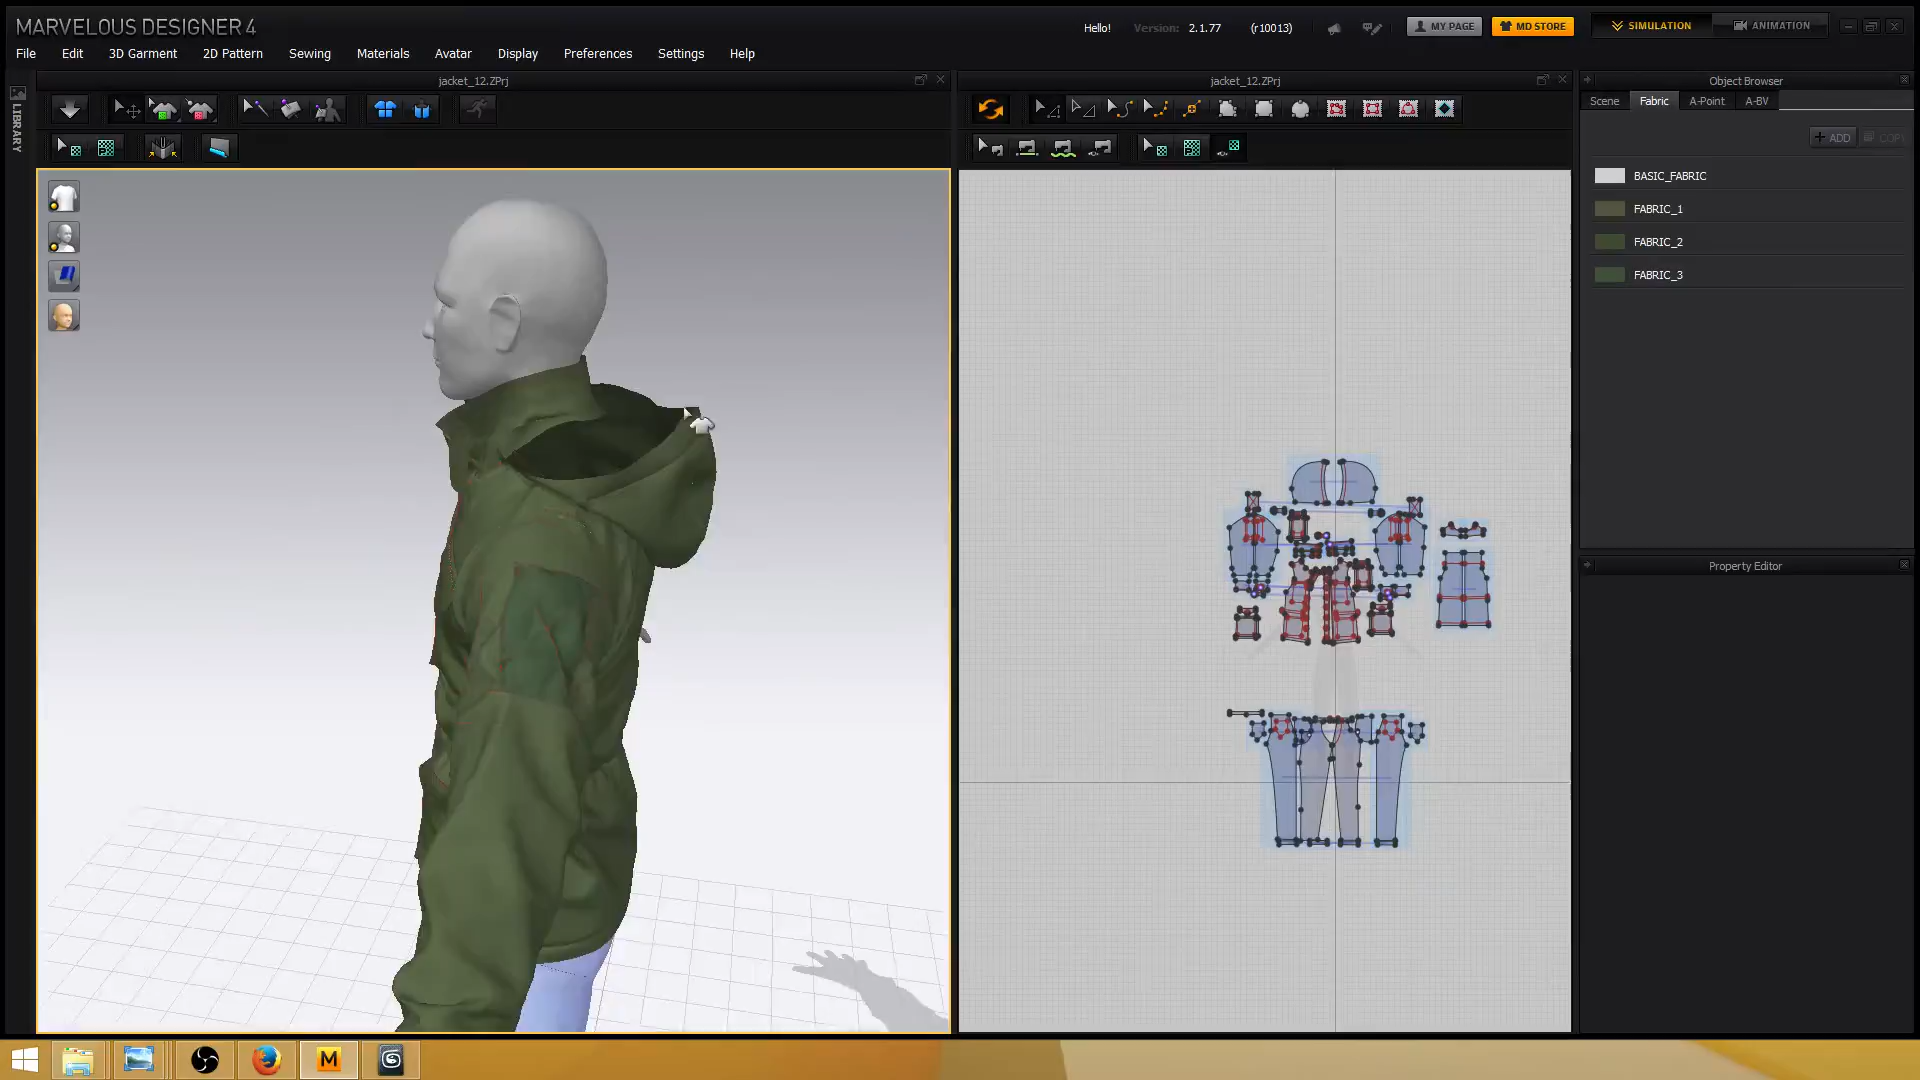 MARVELOUS DESIGNER 4
Hello!
Version: 2.1.77 (r10013)
MY PAGE
MD STORE
SIMULATION
ANIMATION
File Edit 3D Garment 2D Pattern Sewing Materials Avatar Display Preferences Settings Help
jacket_12.ZPrj
jacket_12.ZPrj
Object Browser
LIBRARY
Scene Fabric A-Point A-BV
+ ADD
COPY
BASIC_FABRIC
FABRIC_1
FABRIC_2
FABRIC_3
Property Editor
M